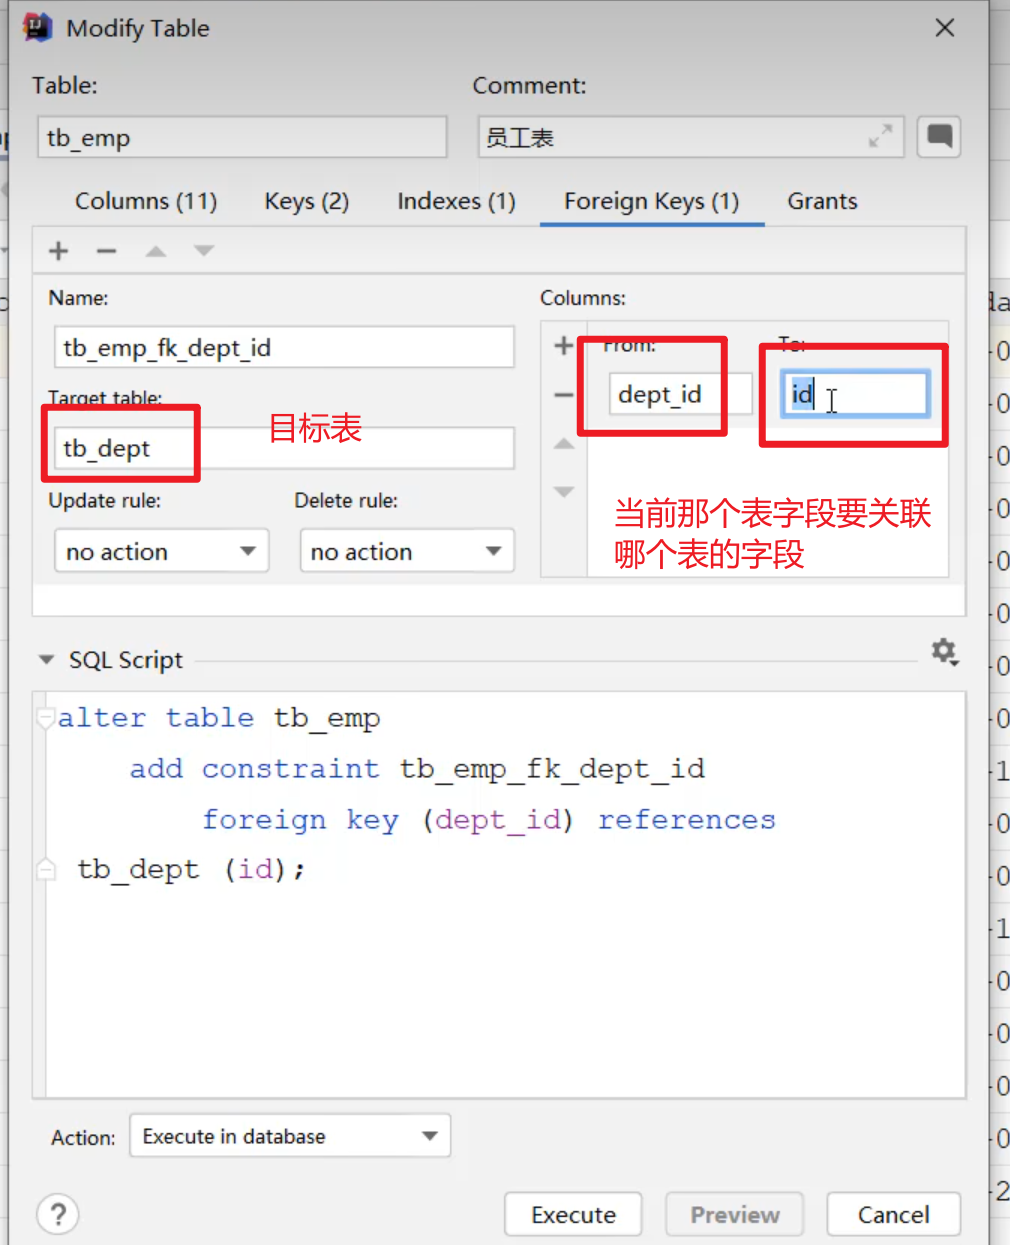 Modify Table
Table:
Comment:
tb_emp
员工表
Columns (11)
Keys (2)
Indexes (1)
Foreign Keys (1)
Grants
Name:
Columns:
tb_emp_fk_dept_id
From:
To:
dept_id
id
Target table:
目标表
tb_dept
Update rule:
Delete rule:
no action
no action
当前那个表字段要关联
哪个表的字段
SQL Script
alter table tb_emp
add constraint tb_emp_fk_dept_id
foreign key (dept_id) references
tb_dept (id);
Action:
Execute in database
?
Execute
Preview
Cancel